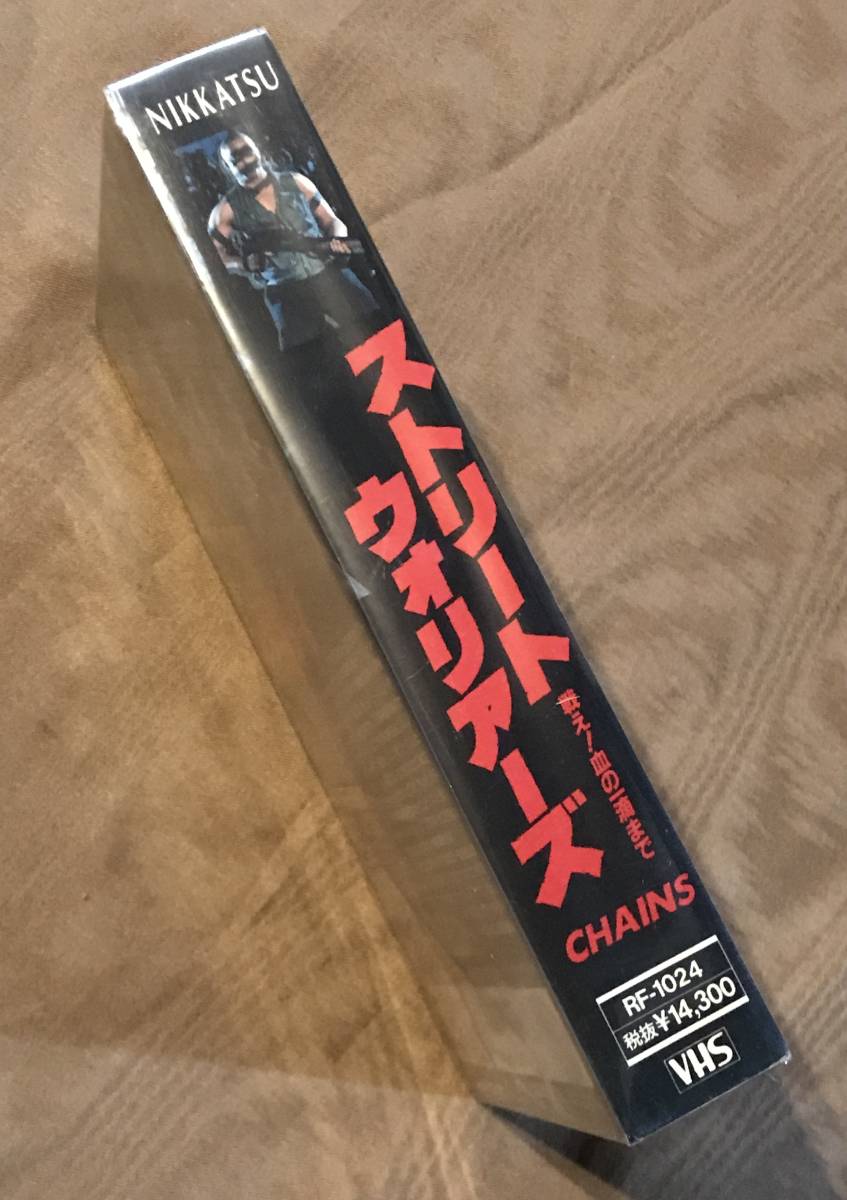 NIKKATSU
ストリート
ウォリアーズ
戦え!血の一滴まで
CHAINS
RF-1024
税抜¥14,300
VHS